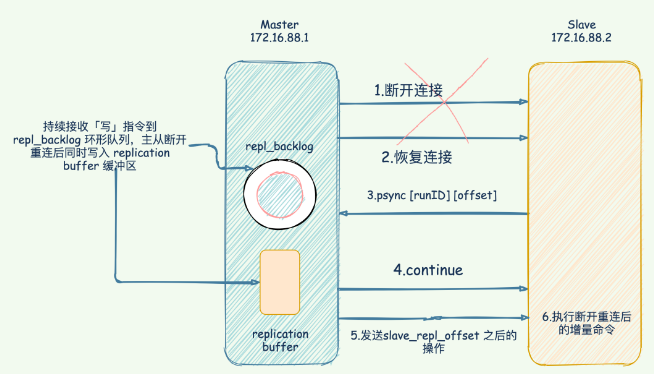 Master
172.16.88.1
Slave
172.16.88.2
1.断开连接
持续接收「写」指令到
repl_backlog 环形队列，主从断开
重连后同时写入 replication
buffer 缓冲区
repl_backlog
2.恢复连接
3.psync [runID] [offset]
4.continue
replication
buffer
5.发送slave_repl_offset 之后的
操作
6.执行断开重连后
的增量命令